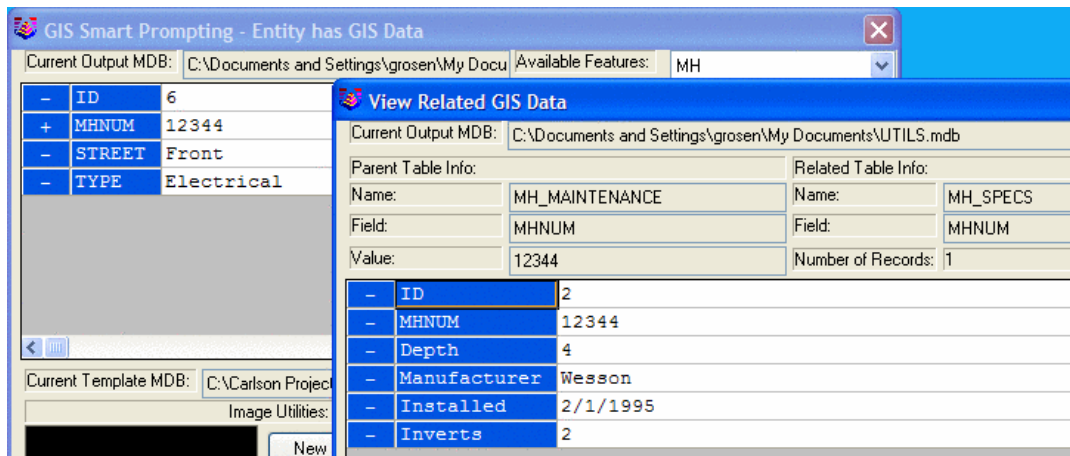 GIS Smart Prompting - Entity has GIS Data
Current Output MDB: C:\Documents and Settings\grosen\My Docu Available Features: MH
- ID 6
+ MHNUM 12344
- STREET Front
- TYPE Electrical
Current Template MDB: C:\Carlson Project
Image Utilities:
New
View Related GIS Data
Current Output MDB: C:\Documents and Settings\grosen\My Documents\UTILS.mdb
Parent Table Info: Related Table Info:
Name: MH_MAINTENANCE Name: MH_SPECS
Field: MHNUM Field: MHNUM
Value: 12344 Number of Records: 1
- ID 2
- MHNUM 12344
- Depth 4
- Manufacturer Wesson
- Installed 2/1/1995
- Inverts 2